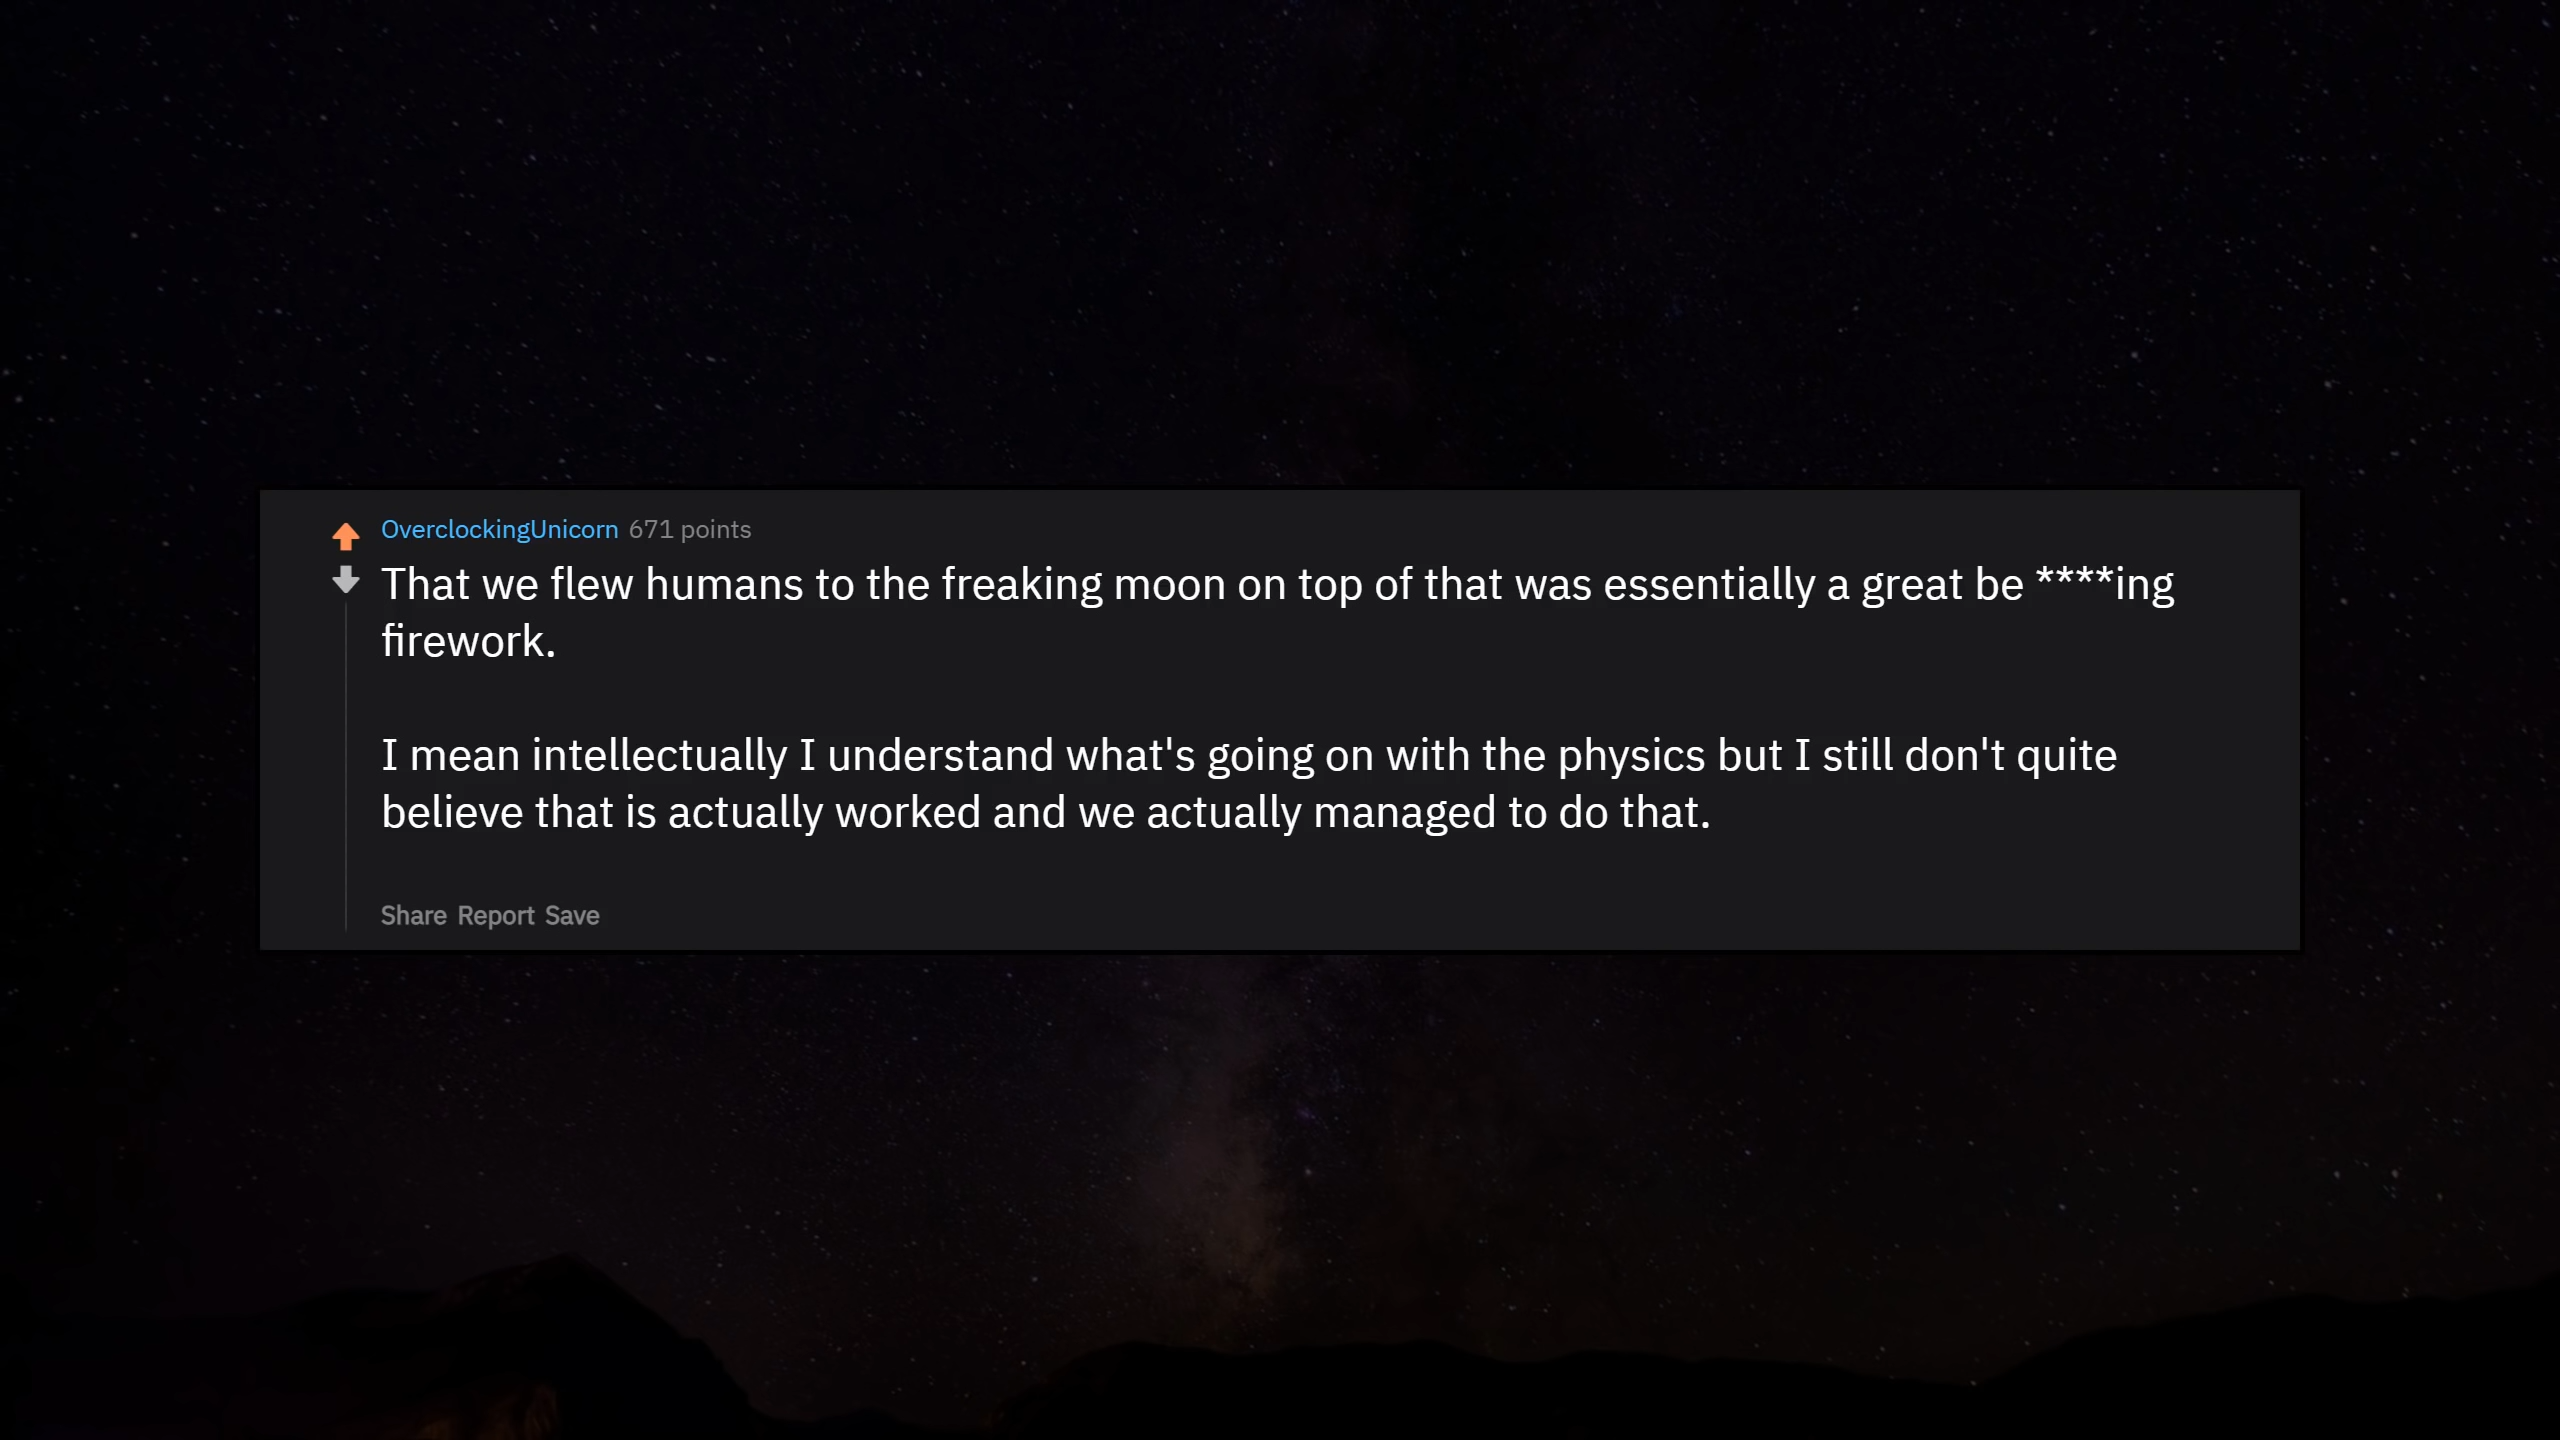 OverclockingUnicorn 671 points
That we flew humans to the freaking moon on top of that was essentially a great be ****ing
firework.
I mean intellectually I understand what's going on with the physics but I still don't quite
believe that is actually worked and we actually managed to do that.
Share Report Save